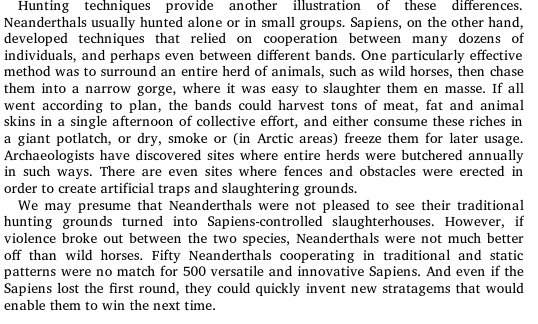 Hunting techniques provide another illustration of these differences.
Neanderthals usually hunted alone or in small groups. Sapiens, on the other hand,
developed techniques that relied on cooperation between many dozens of
individuals, and perhaps even between different bands. One particularly effective
method was to surround an entire herd of animals, such as wild horses, then chase
them into a narrow gorge, where it was easy to slaughter them en masse. If all
went according to plan, the bands could harvest tons of meat, fat and animal
skins in a single afternoon of collective effort, and either consume these riches in
a giant potlatch, or dry, smoke or (in Arctic areas) freeze them for later usage.
Archaeologists have discovered sites where entire herds were butchered annually
in such ways. There are even sites where fences and obstacles were erected in
order to create artificial traps and slaughtering grounds.
We may presume that Neanderthals were not pleased to see their traditional
hunting grounds turned into Sapiens-controlled slaughterhouses. However, if
violence broke out between the two species, Neanderthals were not much better
off than wild horses. Fifty Neanderthals cooperating in traditional and static
patterns were no match for 500 versatile and innovative Sapiens. And even if the
Sapiens lost the first round, they could quickly invent new stratagems that would
enable them to win the next time.